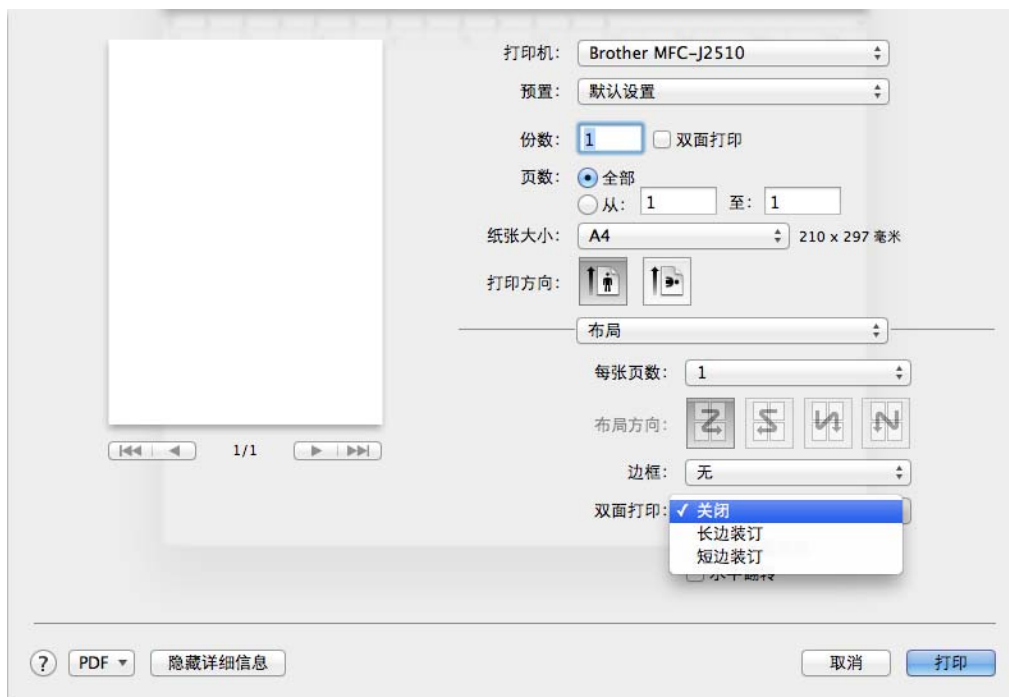 打印机: Brother MFC-J2510
预置: 默认设置
份数: 1 双面打印
页数: 全部
从: 1 至: 1
纸张大小: A4 210 x 297 毫米
打印方向:
布局
每张页数: 1
布局方向:
1/1
边框: 无
双面打印: ✓ 关闭
长边装订
短边装订
水平翻转
? PDF 隐藏详细信息 取消 打印